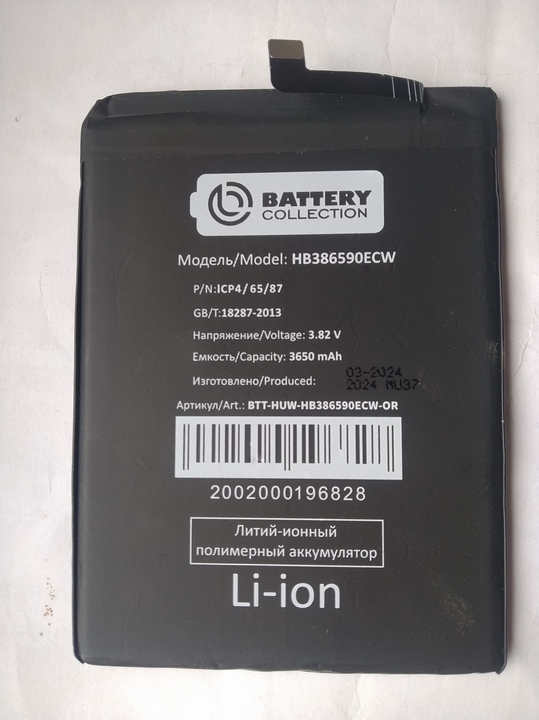 BATTERY
COLLECTION
Модель/Model: HB386590ECW
P/N:ICP4/65/87
GB/T:18287-2013
Напряжение/Voltage: 3.82 V
Емкость/Capacity: 3650 mAh
03-2024
Изготовлено/Produced: 2024 MU37
Артикул/Art.: BTT-HUW-HB386590ECW-OR
2002000196828
Литий-ионный
полимерный аккумулятор
Li-ion